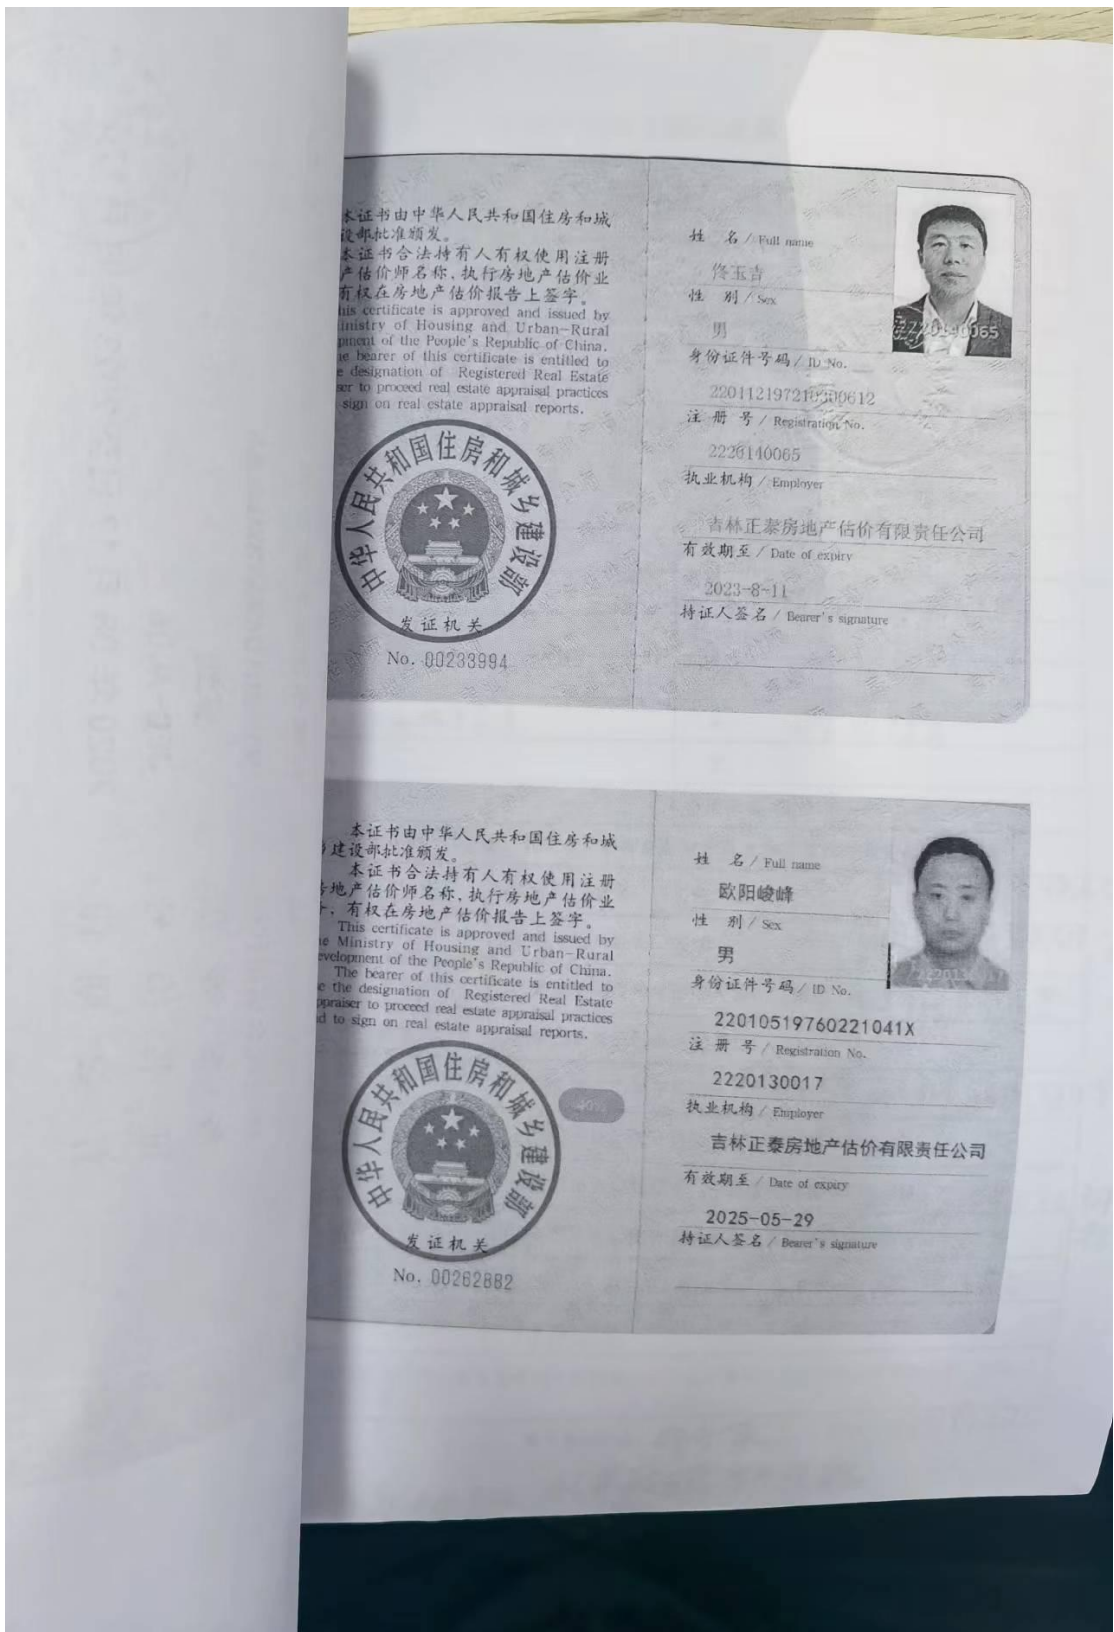 本证书由中华人民共和国住房和城
设部批准颁发。
本证书合法持有人有权使用注册
产估价师名称，执行房地产估价业
有权在房地产估价报告上签字。
his certificate is approved and issued by
inistry of Housing and Urban-Rural
pment of the People's Republic of China.
he bearer of this certificate is entitled to
e designation of Registered Real Estate
ser to proceed real estate appraisal practices
sign on real estate appraisal reports.
中华人民共和国住房和城乡建设部
发证机关
No. 00233994
姓 名 / Full name
佟玉吉
性 别 / Sex
男
身份证件号码 / ID No.
注 册 号 / Registration No.
执业机构 / Employer
吉林正泰房地产估价有限责任公司
有效期至 / Date of expiry
2023-8-11
持证人签名 / Bearer's signature
本证书由中华人民共和国住房和城
乡建设部批准颁发。
本证书合法持有人有权使用注册
房地产估价师名称，执行房地产估价业
，有权在房地产估价报告上签字。
This certificate is approved and issued by
e Ministry of Housing and Urban-Rural
evelopment of the People's Republic of China.
The bearer of this certificate is entitled to
e the designation of Registered Real Estate
ppraiser to proceed real estate appraisal practices
d to sign on real estate appraisal reports.
中华人民共和国住房和城乡建设部
发证机关
No. 00262882
40%
姓 名 / Full name
欧阳峻峰
性 别 / Sex
男
身份证件号码 / ID No.
22010519760221041X
注 册 号 / Registration No.
2220130017
执业机构 / Employer
吉林正泰房地产估价有限责任公司
有效期至 / Date of expiry
2025-05-29
持证人签名 / Bearer's signature